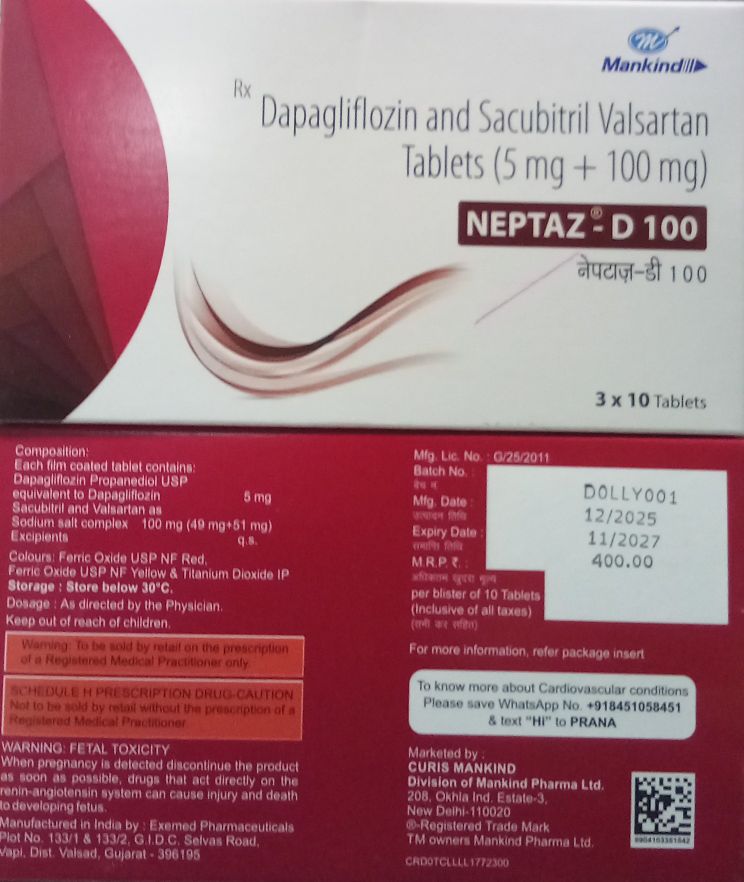 Mankind
Rx
Dapagliflozin and Sacubitril Valsartan
Tablets (5 mg + 100 mg)
NEPTAZ® - D 100
नेपटाज़-डी 100
3 x 10 Tablets
Composition:
Each film coated tablet contains:
Dapagliflozin Propanediol USP
equivalent to Dapagliflozin 5 mg
Sacubitril and Valsartan as
Sodium salt complex 100 mg (49 mg+51 mg)
Excipients q.s.
Colours: Ferric Oxide USP NF Red,
Ferric Oxide USP NF Yellow & Titanium Dioxide IP
Storage : Store below 30°C.
Dosage : As directed by the Physician.
Keep out of reach of children.
Warning: To be sold by retail on the prescription
of a Registered Medical Practitioner only.
SCHEDULE H PRESCRIPTION DRUG-CAUTION
Not to be sold by retail without the prescription of a
Registered Medical Practitioner
WARNING: FETAL TOXICITY
When pregnancy is detected discontinue the product
as soon as possible, drugs that act directly on the
renin-angiotensin system can cause injury and death
to developing fetus.
Manufactured in India by : Exemed Pharmaceuticals
Plot No. 133/1 & 133/2, G.I.D.C. Selvas Road,
Vapi, Dist. Valsad, Gujarat - 396195
Mfg. Lic. No. : G/25/2011
Batch No. : DOLLY001
बैच नं
Mfg. Date : 12/2025
उत्पादन तिथि
Expiry Date : 11/2027
समाप्ति तिथि
M.R.P. ₹. : 400.00
अधिकतम खुदरा मूल्य
per blister of 10 Tablets
(Inclusive of all taxes)
(सभी कर सहित)
For more information, refer package insert
To know more about Cardiovascular conditions
Please save WhatsApp No. +918451058451
& text "Hi" to PRANA
Marketed by :
CURIS MANKIND
Division of Mankind Pharma Ltd.
208, Okhla Ind. Estate-3,
New Delhi-110020
®-Registered Trade Mark
TM owners Mankind Pharma Ltd.
CRD0TCLLLL1772300